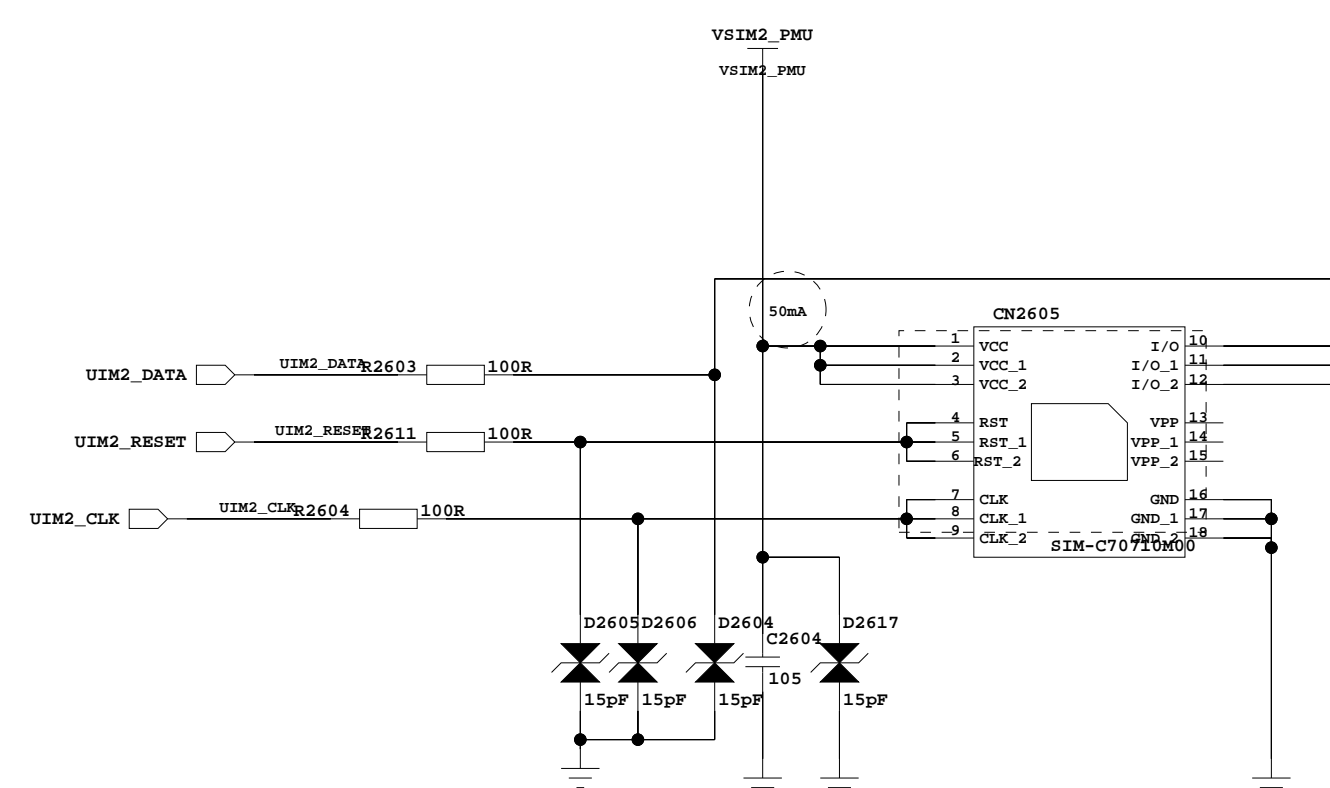 VSIM2_PMU
VSIM2_PMU
50mA
CN2605
1 VCC I/O 10
2 VCC_1 I/O_1 11
3 VCC_2 I/O_2 12
UIM2_DATA UIM2_DATA R2603 100R
4 RST VPP 13
UIM2_RESET UIM2_RESET R2611 100R
5 RST_1 VPP_1 14
6 RST_2 VPP_2 15
7 CLK GND 16
UIM2_CLK UIM2_CLK R2604 100R
8 CLK_1 GND_1 17
9 CLK_2 GND_2 18
SIM-C70710M00
D2605 D2606 D2604 D2617
C2604
105
15pF 15pF 15pF 15pF